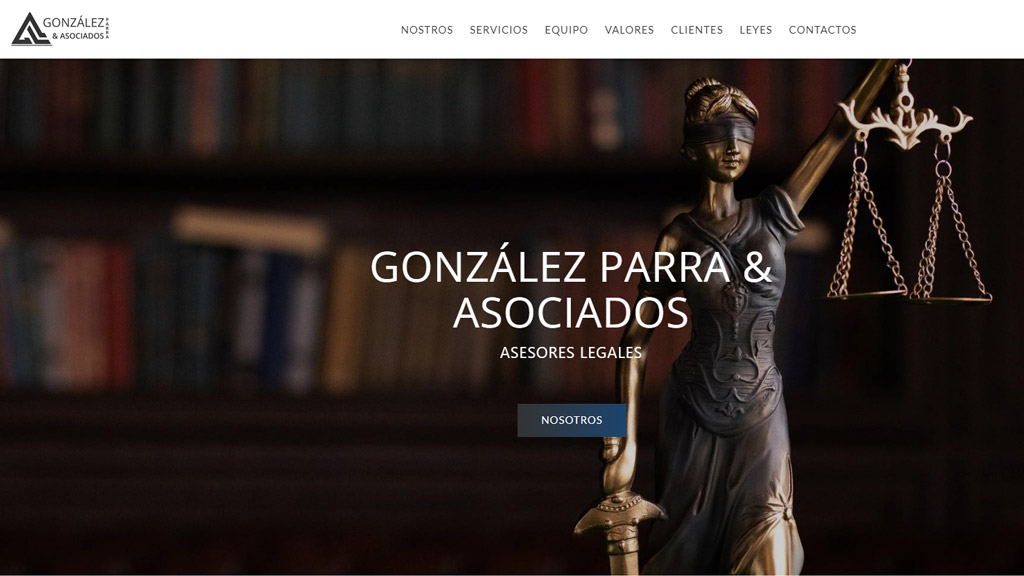 GONZÁLEZ
PARRA
& ASOCIADOS
NOSTROS SERVICIOS EQUIPO VALORES CLIENTES LEYES CONTACTOS
GONZÁLEZ PARRA &
ASOCIADOS
ASESORES LEGALES
NOSOTROS